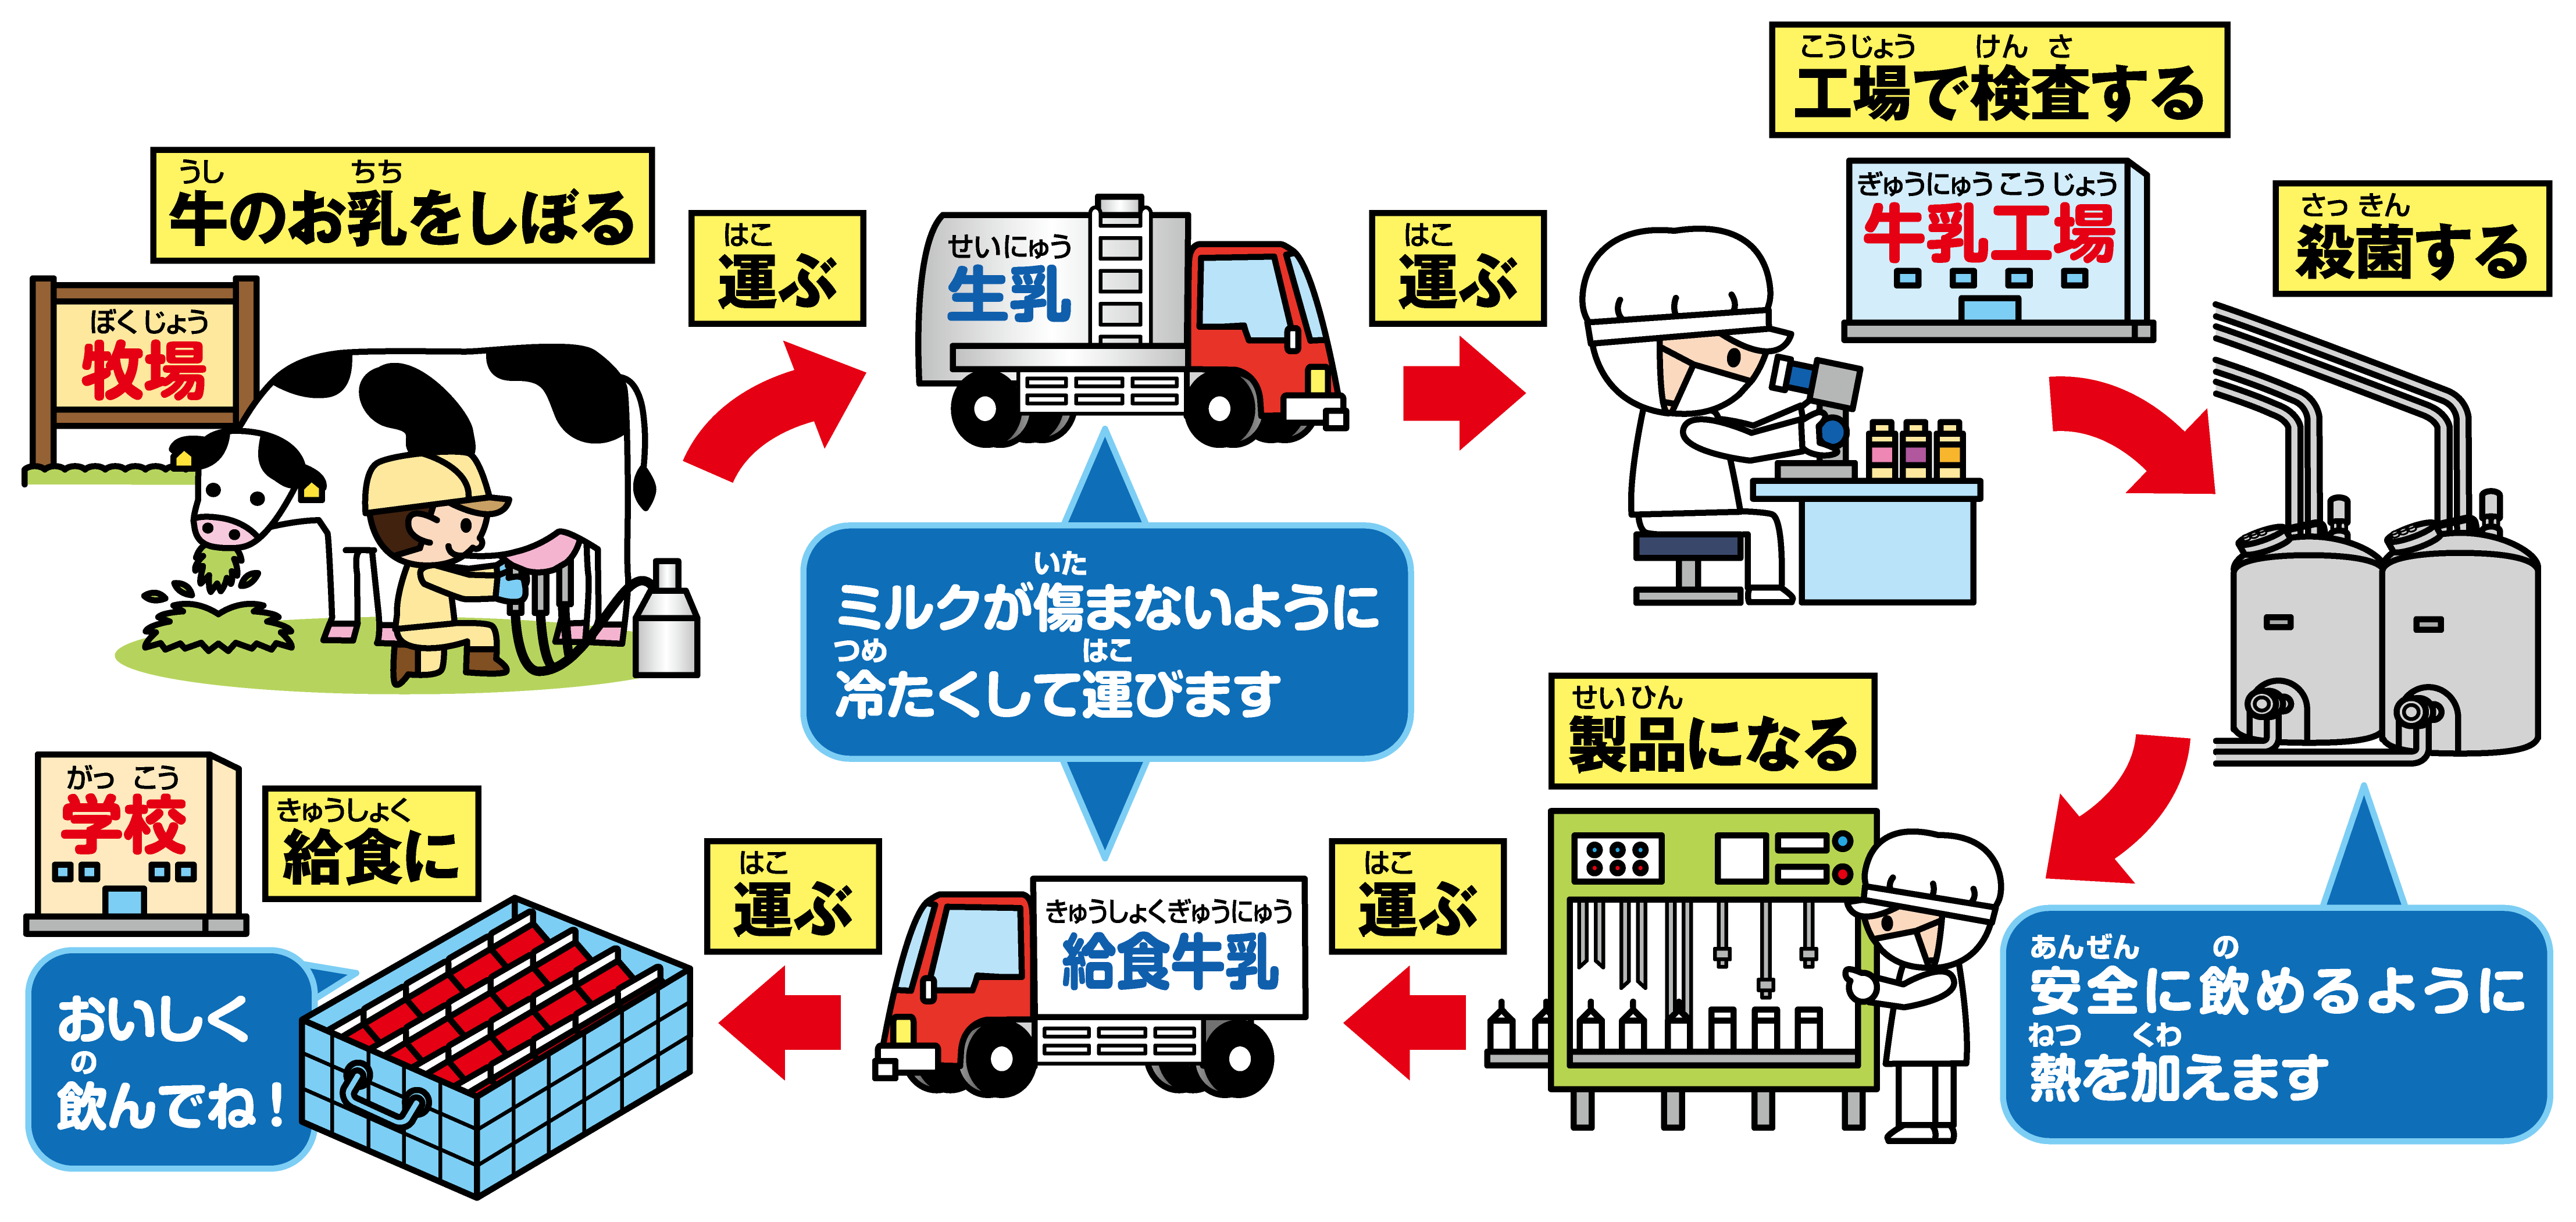 うし ちち
牛のお乳をしぼる
ぼくじょう
牧場
はこ
運ぶ
せいにゅう
生乳
はこ
運ぶ
こうじょう けんさ
工場で検査する
ぎゅうにゅうこうじょう
牛乳工場
さっきん
殺菌する
いた
ミルクが傷まないように
つめ はこ
冷たくして運びます
あんぜん の
安全に飲めるように
ねつ くわ
熱を加えます
せいひん
製品になる
はこ
運ぶ
きゅうしょくぎゅうにゅう
給食牛乳
はこ
運ぶ
がっこう
学校
きゅうしょく
給食に
おいしく
の
飲んでね！